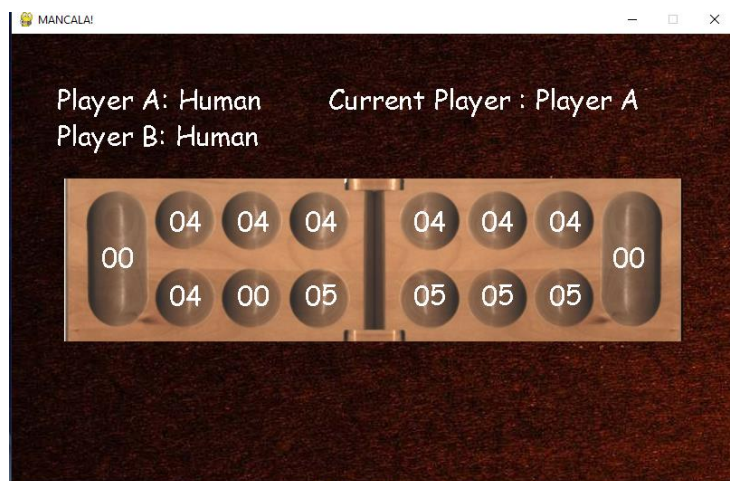 MANCALA!
Player A: Human Current Player : Player A
Player B: Human
04 04 04 04 04 04
00 00
04 00 05 05 05 05